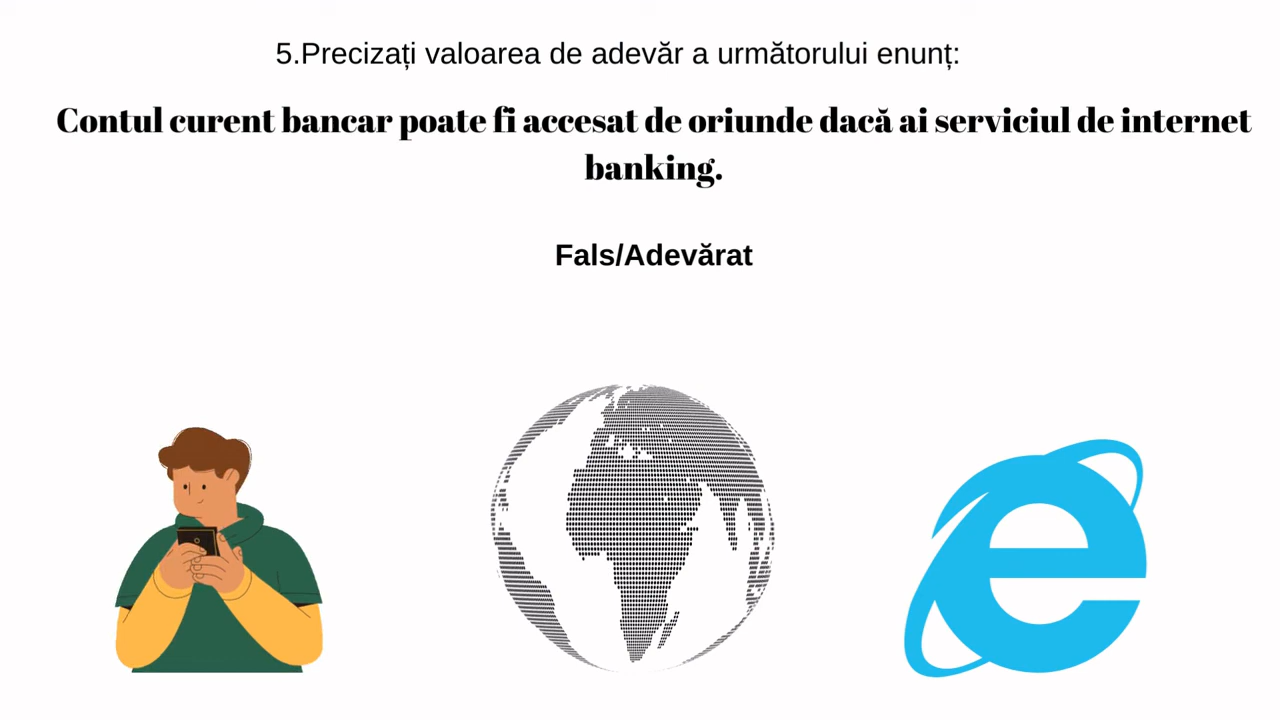 5.Precizați valoarea de adevăr a următorului enunț:
Contul curent bancar poate fi accesat de oriunde dacă ai serviciul de internet
banking.
Fals/Adevărat